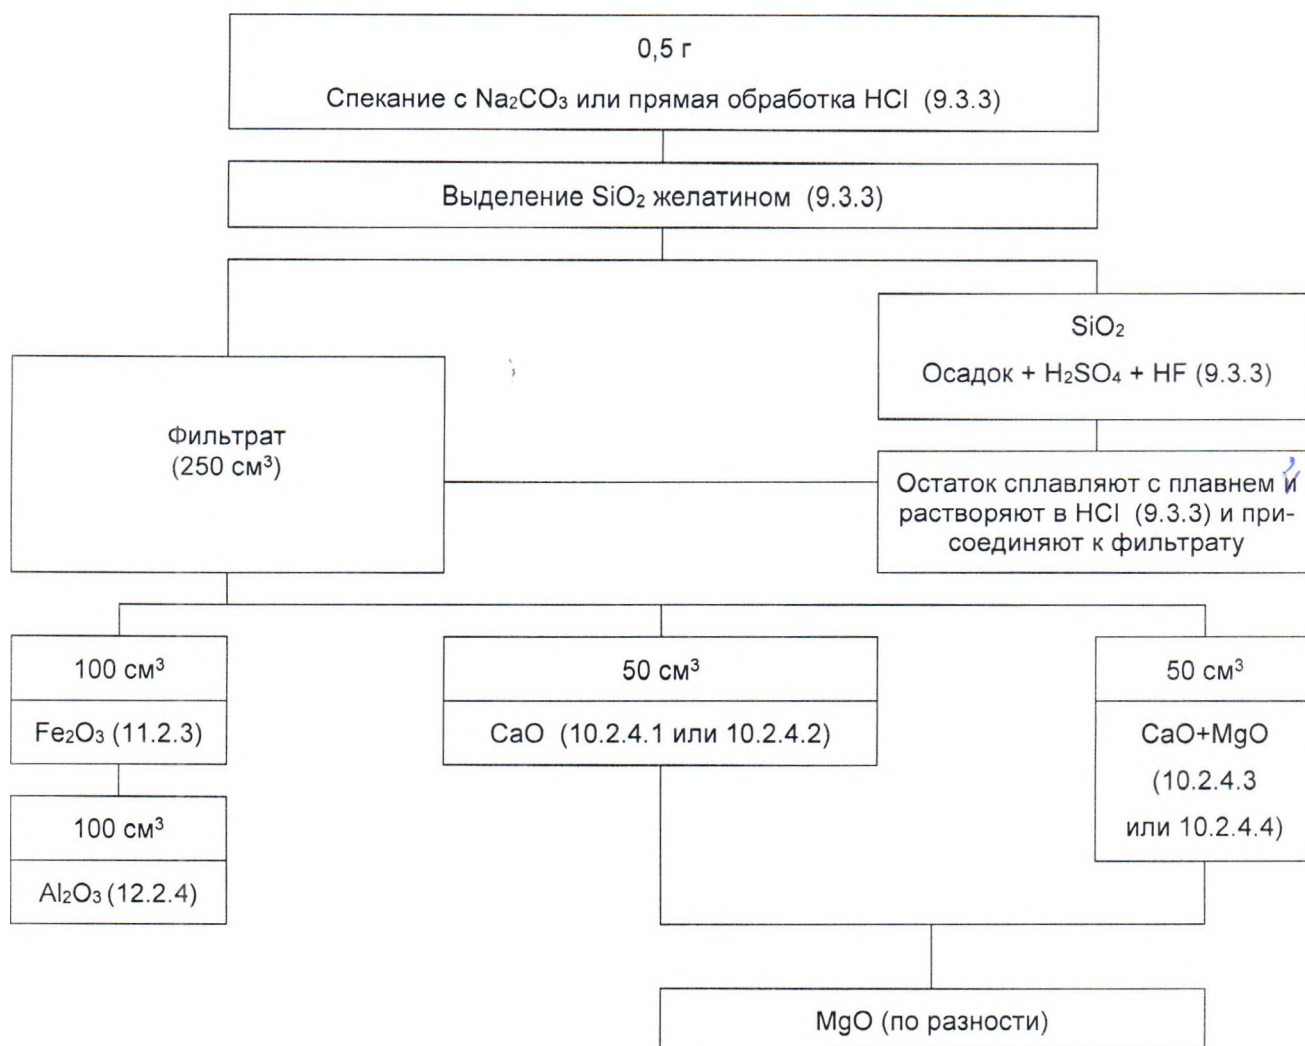 0,5 г
Спекание с Na₂CO₃ или прямая обработка HCl (9.3.3)
Выделение SiO₂ желатином (9.3.3)
SiO₂
Осадок + H₂SO₄ + HF (9.3.3)
Фильтрат
(250 см³)
Остаток сплавляют с плавнем и
растворяют в HCl (9.3.3) и при-
соединяют к фильтрату
100 см³
Fe₂O₃ (11.2.3)
100 см³
Al₂O₃ (12.2.4)
50 см³
CaO (10.2.4.1 или 10.2.4.2)
50 см³
CaO+MgO
(10.2.4.3
или 10.2.4.4)
MgO (по разности)